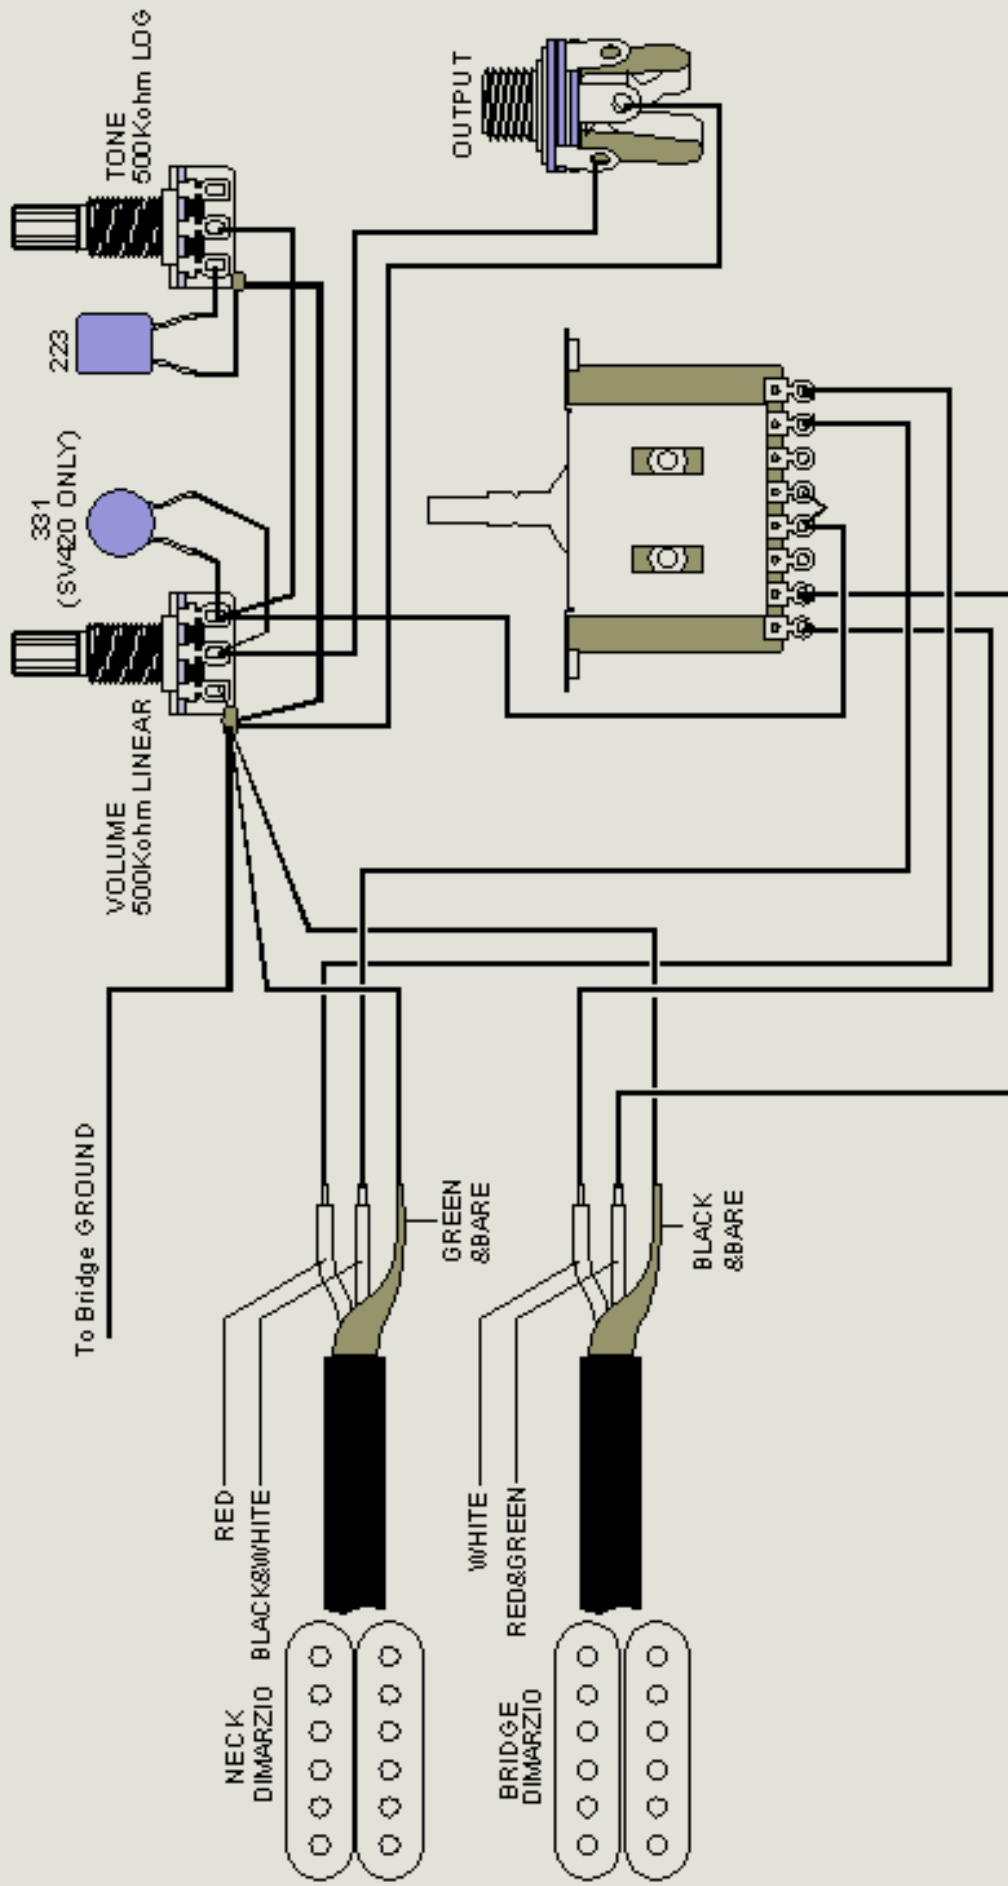 TONE
500Kohm LOG
OUTPUT
223
331
(SV420 ONLY)
VOLUME
500Kohm LINEAR
To Bridge GROUND
GREEN
&BARE
BLACK
&BARE
RED
BLACK&WHITE
WHITE
RED&GREEN
NECK
DIMARZIO
BRIDGE
DIMARZIO